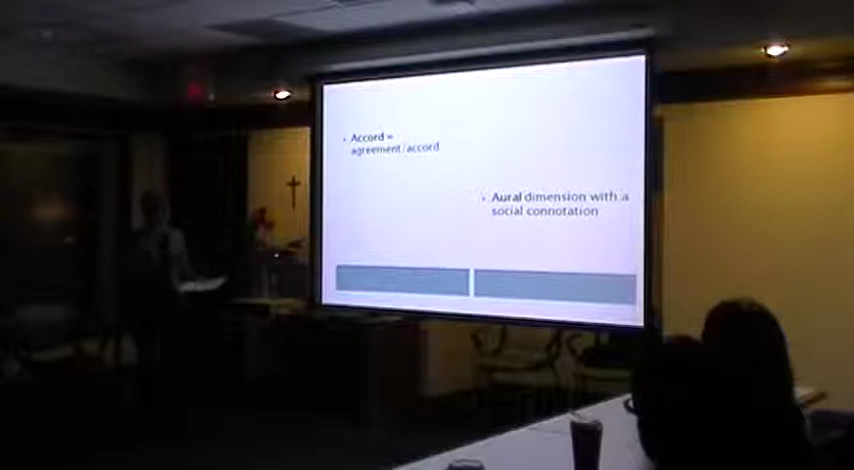 • Accord =
agreement/accord
• Aural dimension with a
social connotation